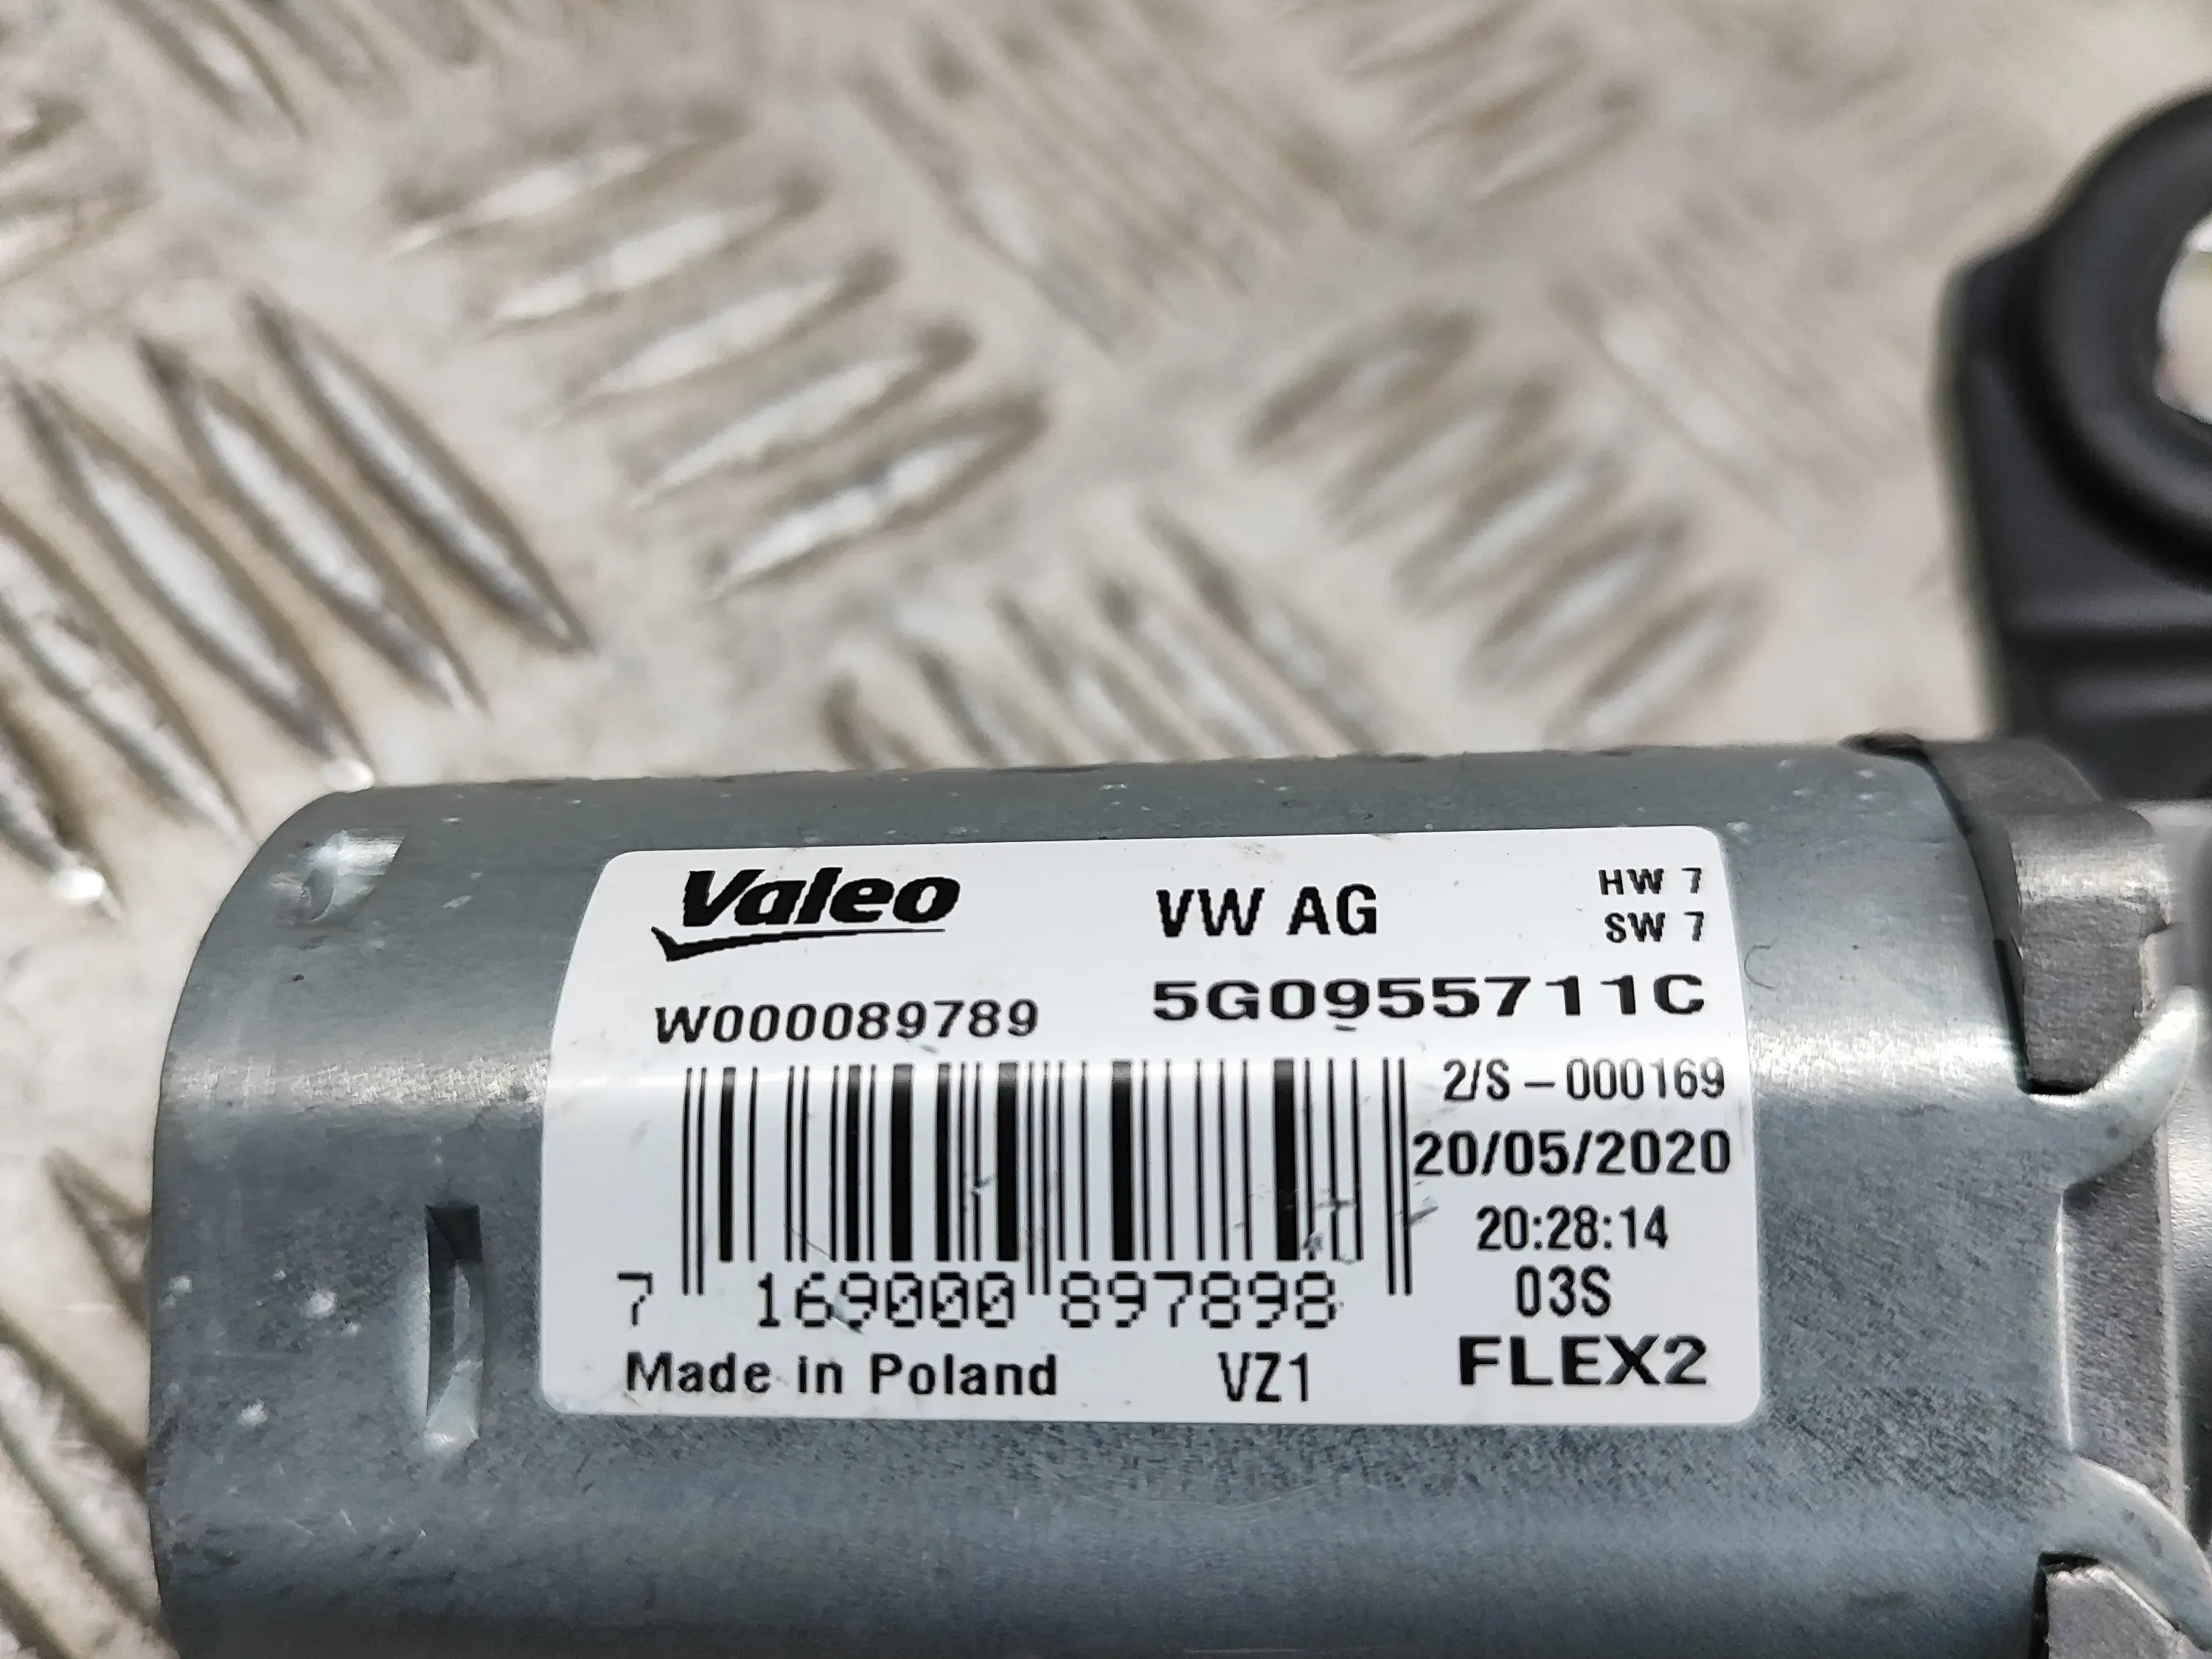 Valeo
VW AG
HW 7
SW 7
W000089789
5G0955711C
2/S - 000169
20/05/2020
20:28:14
7 169000 897898
03S
Made in Poland
VZ1
FLEX2